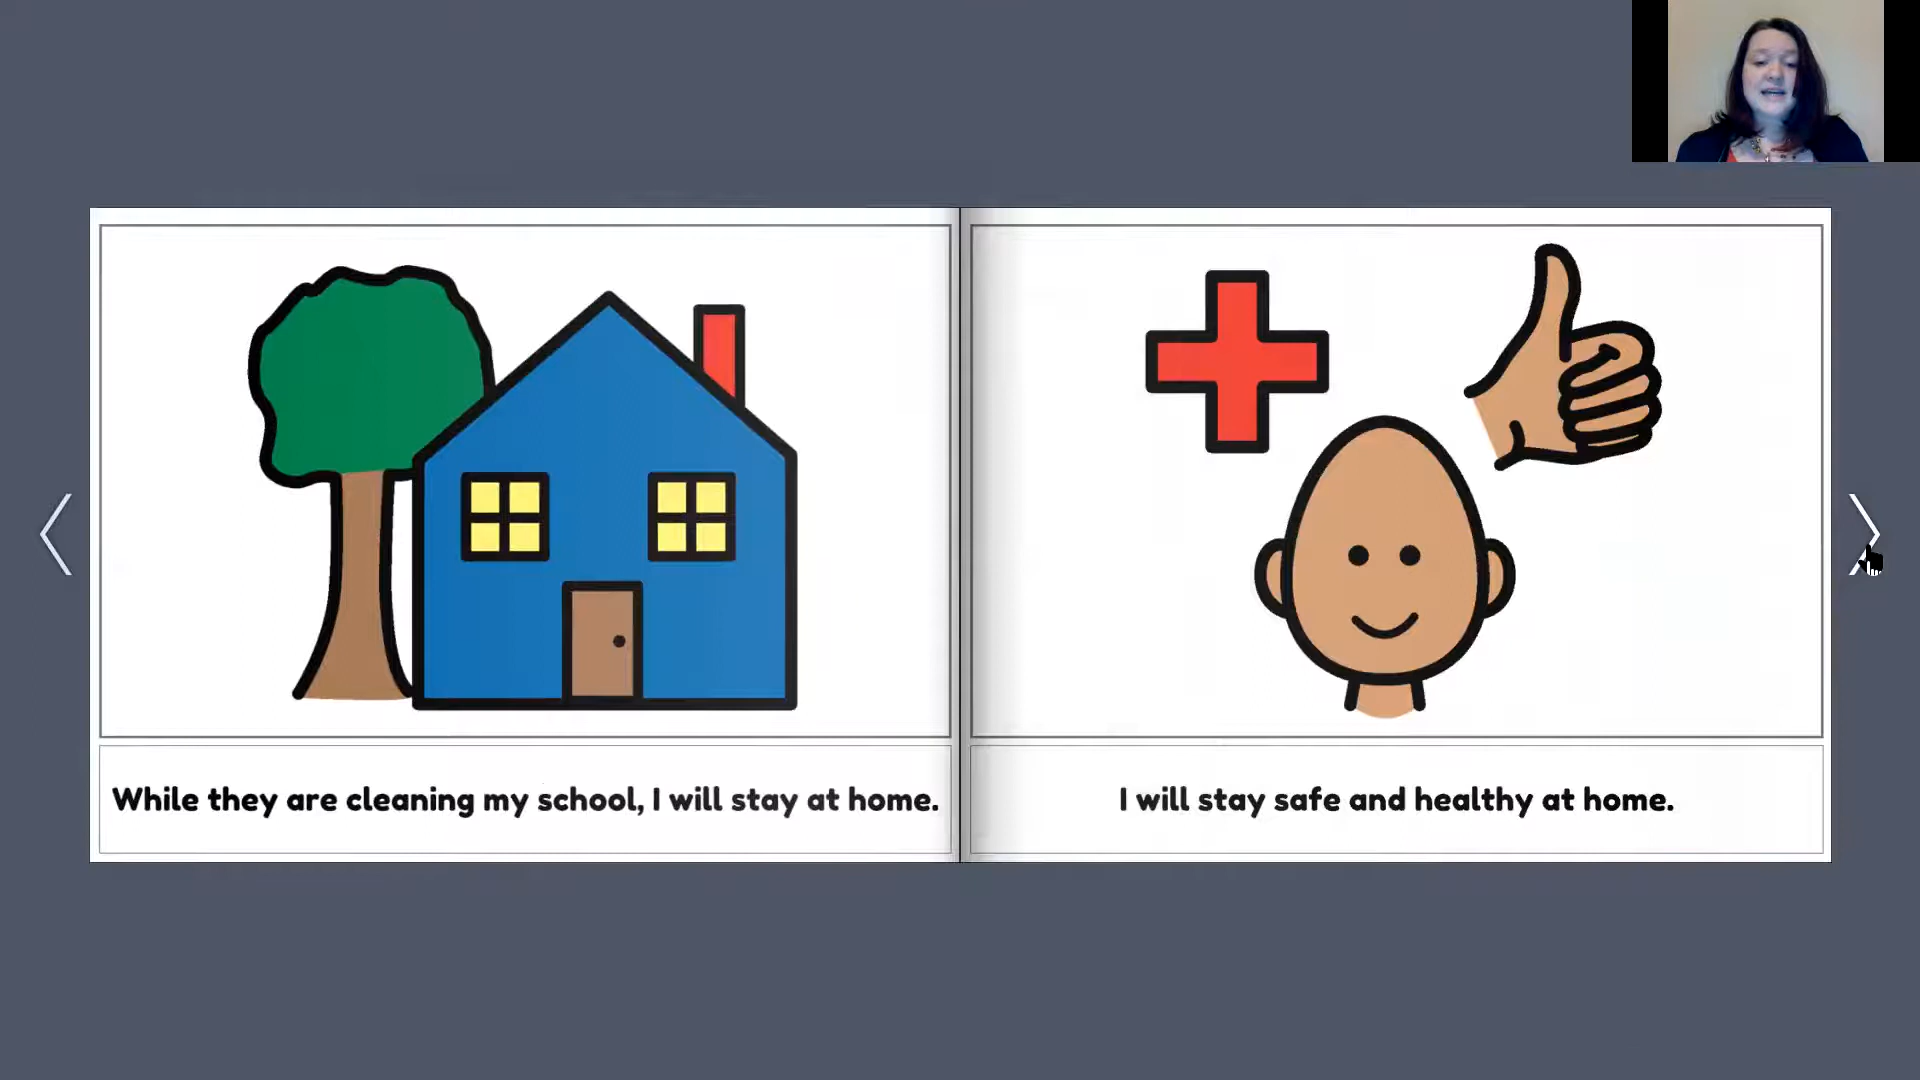 While they are cleaning my school, I will stay at home.
I will stay safe and healthy at home.